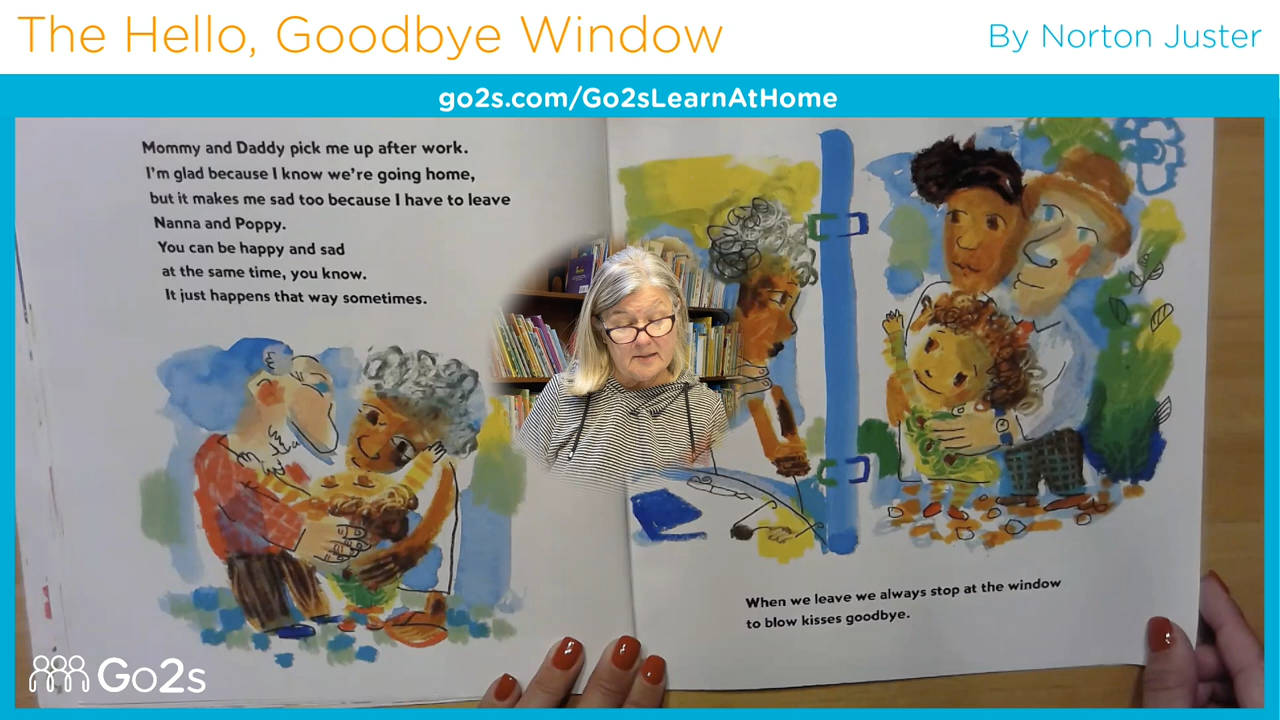 The Hello, Goodbye Window
By Norton Juster
go2s.com/Go2sLearnAtHome
Mommy and Daddy pick me up after work.
I'm glad because I know we're going home,
but it makes me sad too because I have to leave
Nanna and Poppy.
You can be happy and sad
at the same time, you know.
It just happens that way sometimes.
When we leave we always stop at the window
to blow kisses goodbye.
Go2s